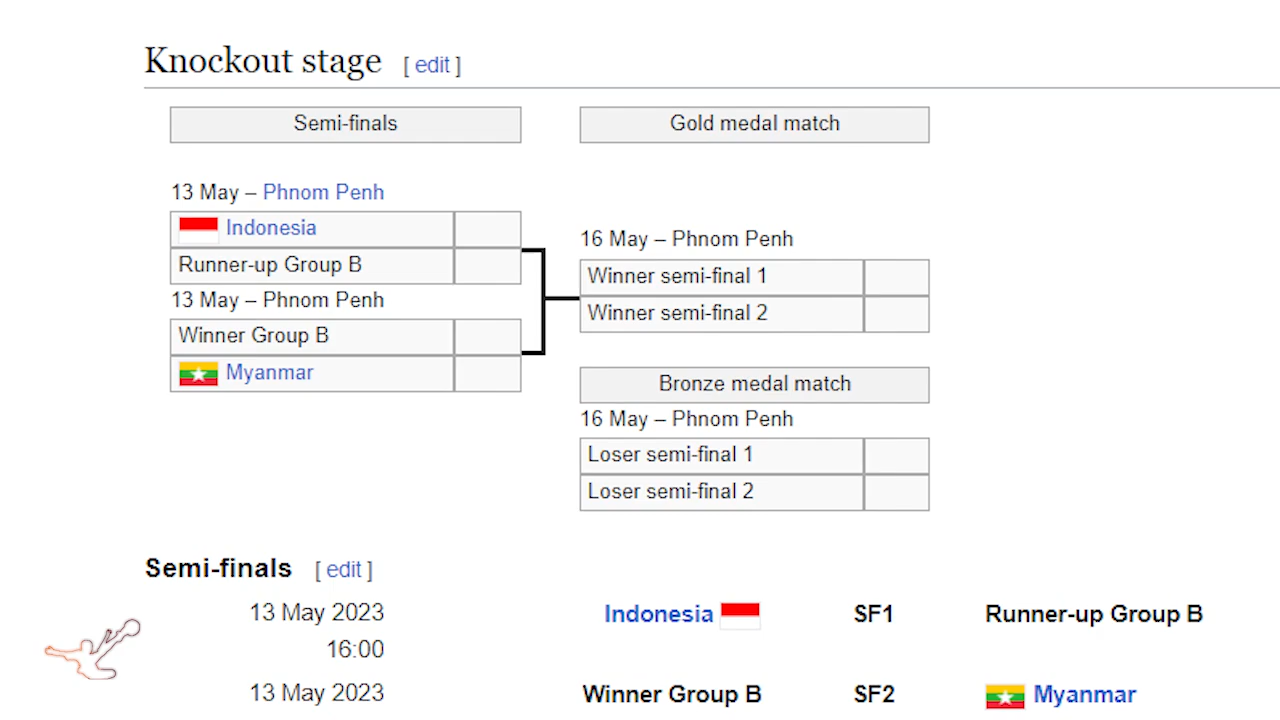 Knockout stage [ edit ]
Semi-finals
Gold medal match
13 May – Phnom Penh
Indonesia
Runner-up Group B
13 May – Phnom Penh
Winner Group B
Myanmar
16 May – Phnom Penh
Winner semi-final 1
Winner semi-final 2
Bronze medal match
16 May – Phnom Penh
Loser semi-final 1
Loser semi-final 2
Semi-finals [ edit ]
13 May 2023 Indonesia SF1 Runner-up Group B
16:00
13 May 2023 Winner Group B SF2 Myanmar